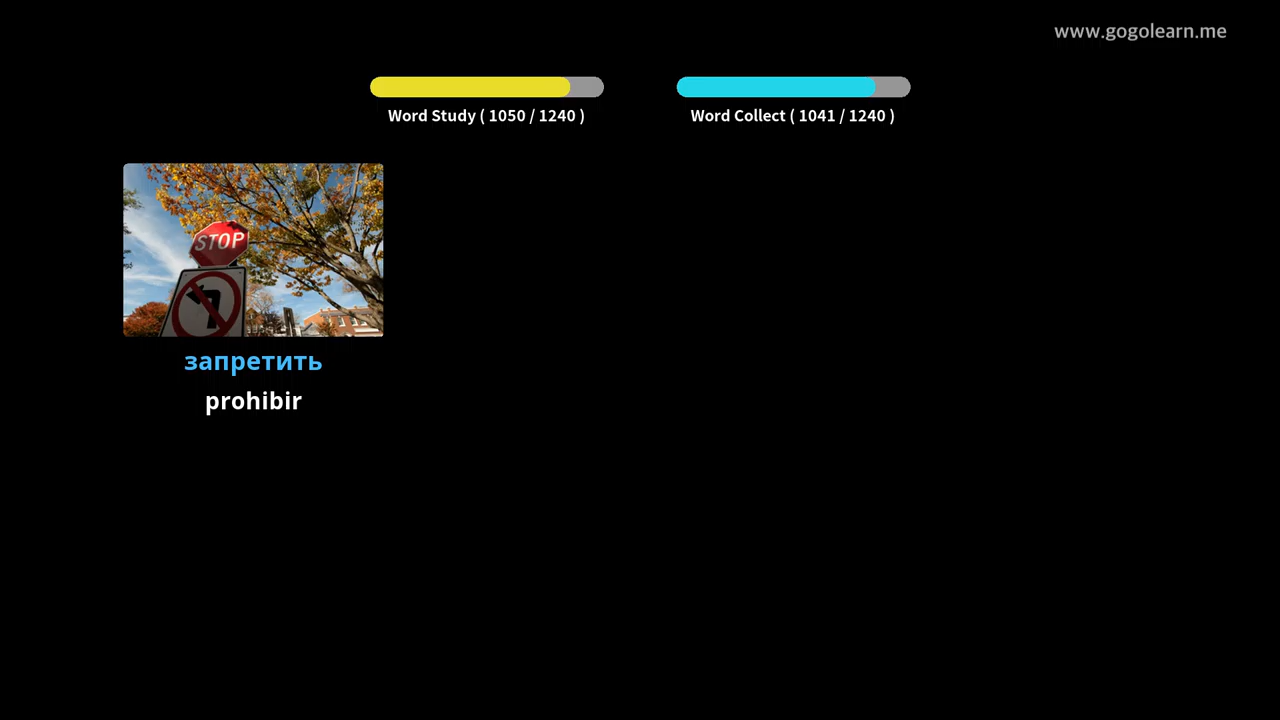 www.gogolearn.me
Word Study ( 1050 / 1240 )
Word Collect ( 1041 / 1240 )
STOP
запретить
prohibir